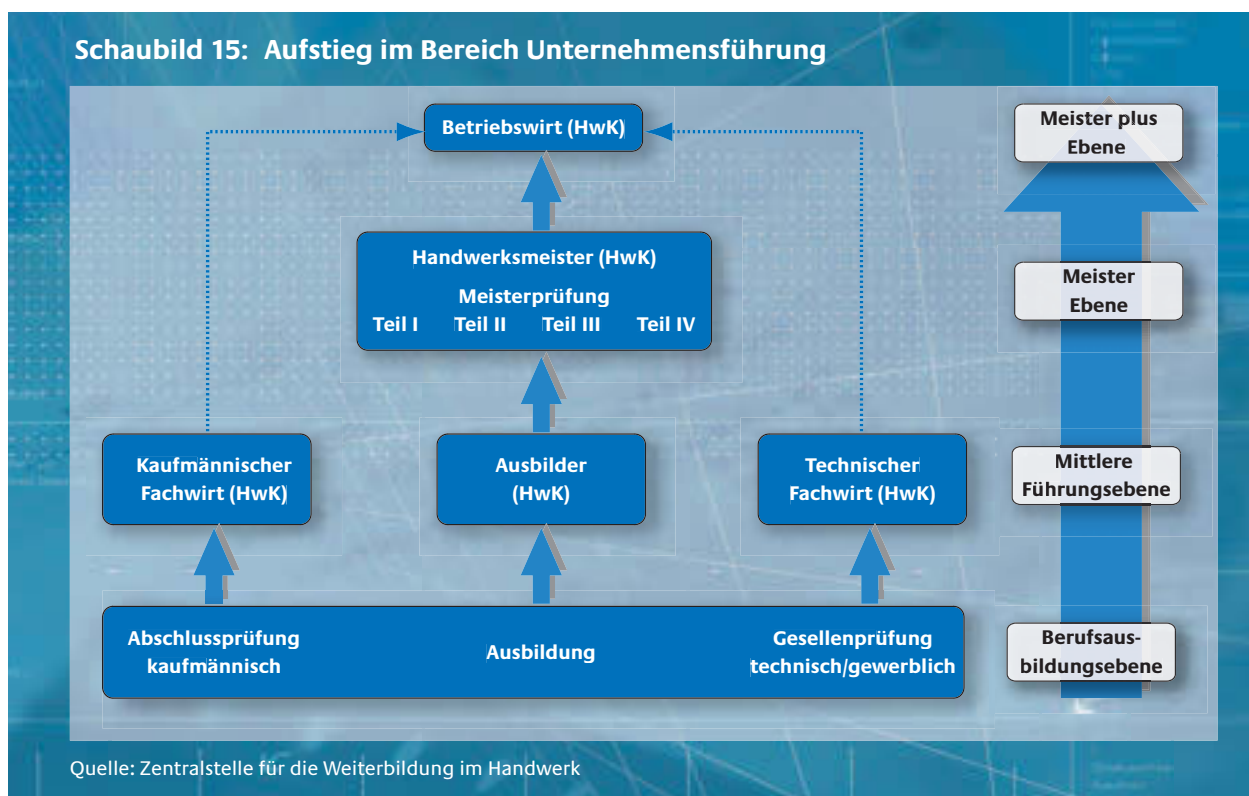 Schaubild 15: Aufstieg im Bereich Unternehmensführung
Betriebswirt (HwK)
Meister plus
Ebene
Handwerksmeister (HwK)
Meisterprüfung
Teil I Teil II Teil III Teil IV
Meister
Ebene
Kaufmännischer
Fachwirt (HwK)
Ausbilder
(HwK)
Technischer
Fachwirt (HwK)
Mittlere
Führungsebene
Abschlussprüfung
kaufmännisch
Ausbildung
Gesellenprüfung
technisch/gewerblich
Berufsaus-
bildungsebene
Quelle: Zentralstelle für die Weiterbildung im Handwerk